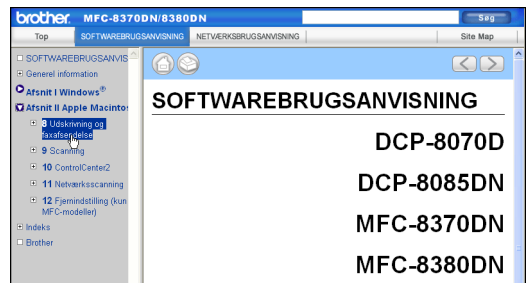 brother MFC-8370DN/8380DN
Søg
Top SOFTWAREBRUGSANVISNING NETVÆRKSBRUGSANVISNING Site Map
SOFTWAREBRUGSANVIS
Generel information
Afsnit I Windows®
Afsnit II Apple Macintos
8 Udskrivning og
faxafsendelse
9 Scanning
10 ControlCenter2
11 Netværksscanning
12 Fjernindstilling (kun
MFC-modeller)
Indeks
Brother
SOFTWAREBRUGSANVISNING
DCP-8070D
DCP-8085DN
MFC-8370DN
MFC-8380DN